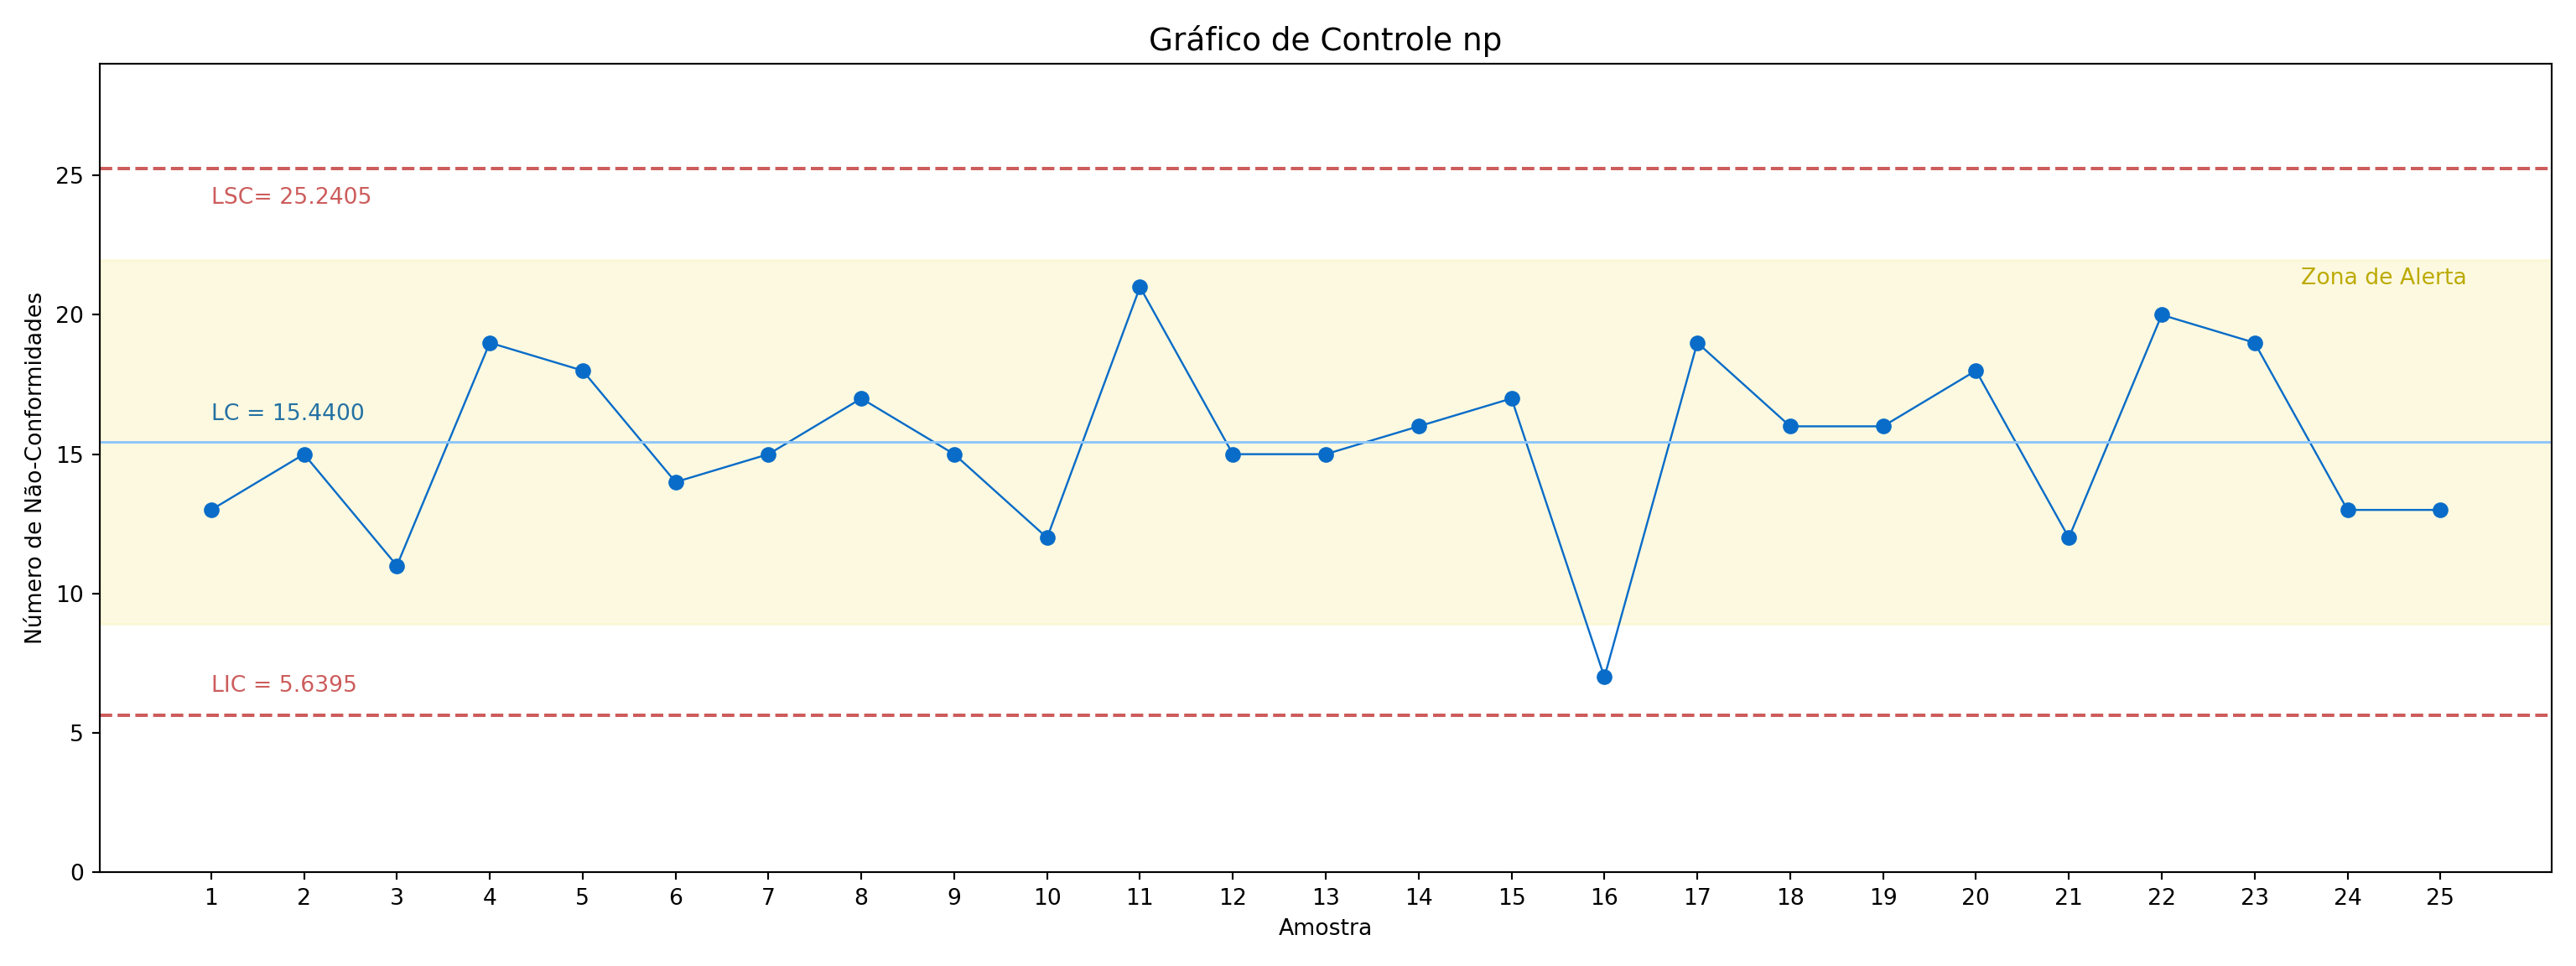 Gráfico de Controle np
Número de Não-Conformidades
25
20
15
10
5
0
LSC= 25.2405
Zona de Alerta
LC = 15.4400
LIC = 5.6395
1 2 3 4 5 6 7 8 9 10 11 12 13 14 15 16 17 18 19 20 21 22 23 24 25
Amostra